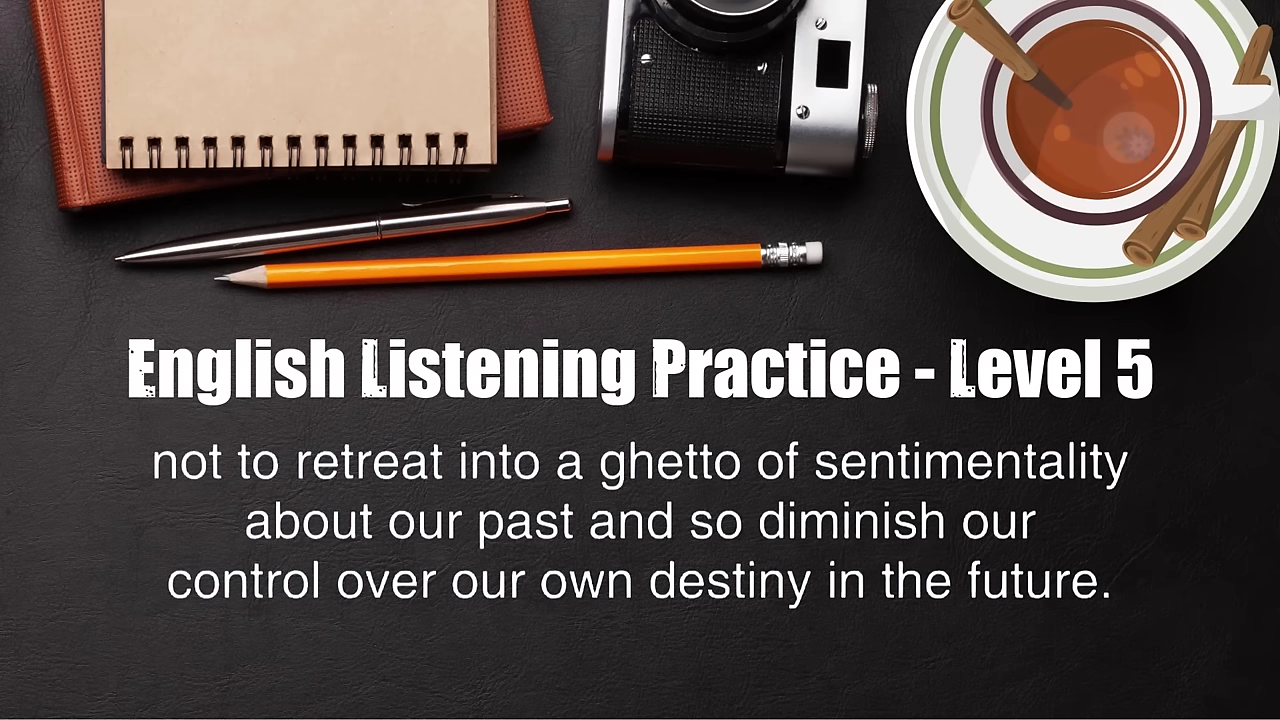 English Listening Practice - Level 5
not to retreat into a ghetto of sentimentality
about our past and so diminish our
control over our own destiny in the future.